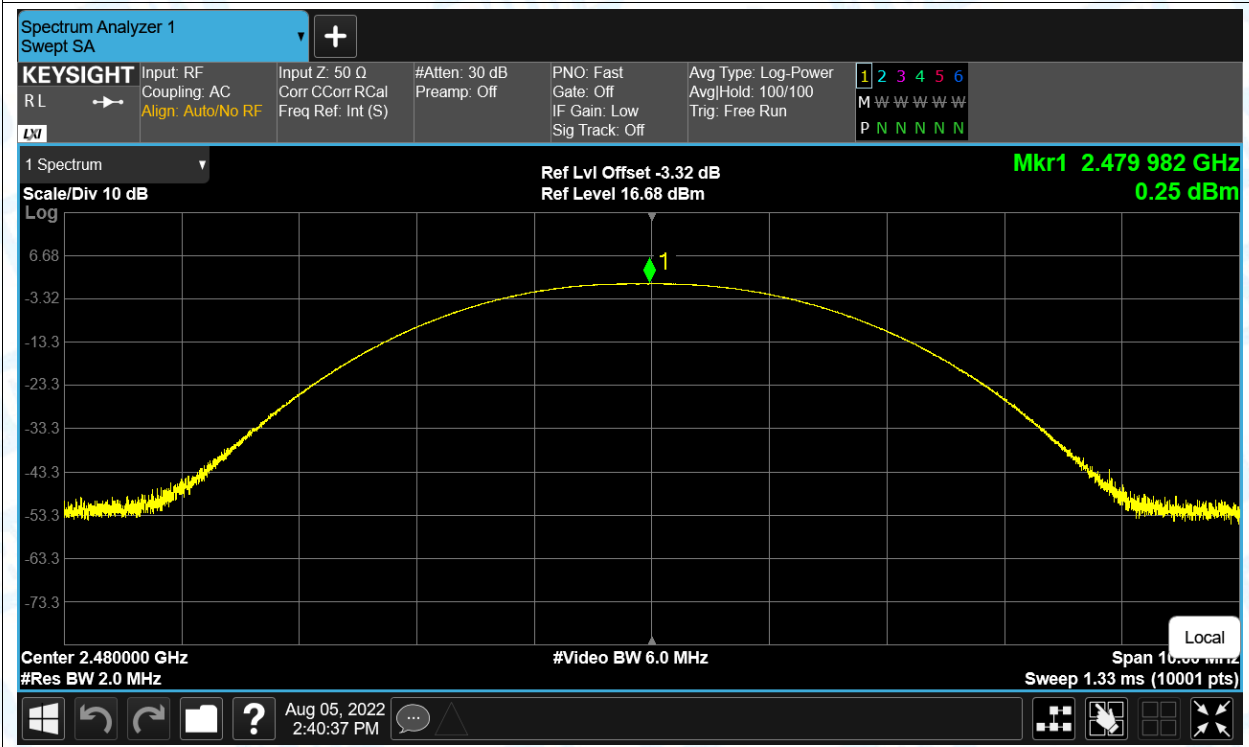 Spectrum Analyzer 1
Swept SA
KEYSIGHT
R L
LXI
Input: RF
Coupling: AC
Align: Auto/No RF
Input Z: 50 Ω
Corr CCorr RCal
Freq Ref: Int (S)
#Atten: 30 dB
Preamp: Off
PNO: Fast
Gate: Off
IF Gain: Low
Sig Track: Off
Avg Type: Log-Power
Avg|Hold: 100/100
Trig: Free Run
1 2 3 4 5 6
M W W W W W W
P N N N N N
1 Spectrum
Scale/Div 10 dB
Log
Ref Lvl Offset -3.32 dB
Ref Level 16.68 dBm
Mkr1 2.479 982 GHz
0.25 dBm
1
6.68
-3.32
-13.3
-23.3
-33.3
-43.3
-53.3
-63.3
-73.3
Local
Center 2.480000 GHz
#Video BW 6.0 MHz
Span 10.00 MHz
#Res BW 2.0 MHz
Sweep 1.33 ms (10001 pts)
?
Aug 05, 2022
2:40:37 PM